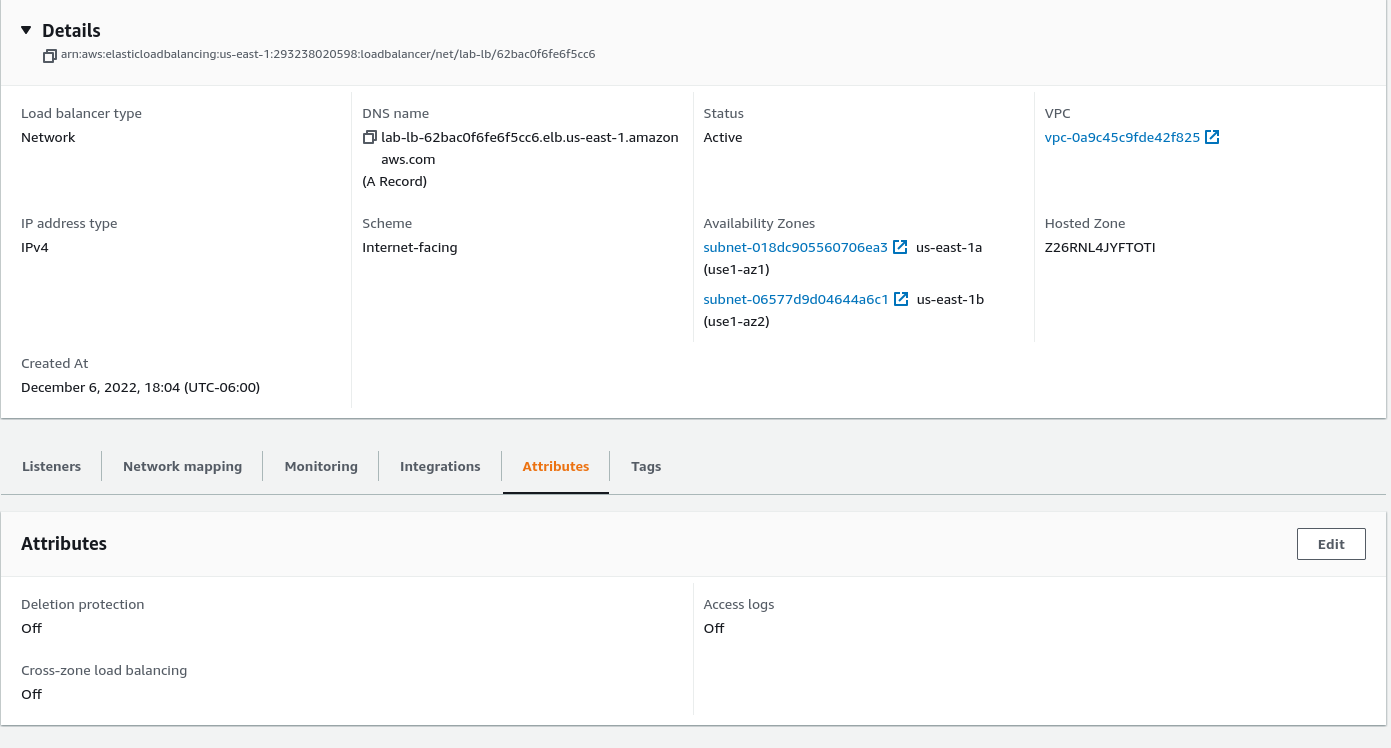 Details
arn:aws:elasticloadbalancing:us-east-1:293238020598:loadbalancer/net/lab-lb/62bac0f6fe6f5cc6
Load balancer type
Network
DNS name
lab-lb-62bac0f6fe6f5cc6.elb.us-east-1.amazon
aws.com
(A Record)
Status
Active
VPC
vpc-0a9c45c9fde42f825
IP address type
IPv4
Scheme
Internet-facing
Availability Zones
subnet-018dc905560706ea3 us-east-1a
(use1-az1)
subnet-06577d9d04644a6c1 us-east-1b
(use1-az2)
Hosted Zone
Z26RNL4JYFTOTI
Created At
December 6, 2022, 18:04 (UTC-06:00)
Listeners
Network mapping
Monitoring
Integrations
Attributes
Tags
Attributes
Edit
Deletion protection
Off
Access logs
Off
Cross-zone load balancing
Off